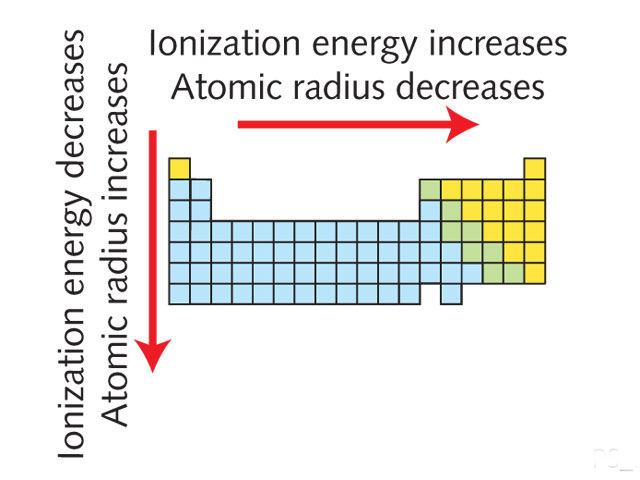 Ionization energy increases
Atomic radius decreases
Ionization energy decreases
Atomic radius increases